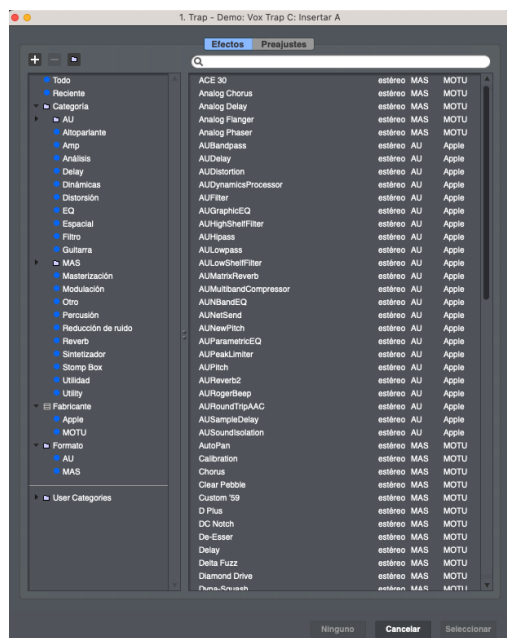 1. Trap - Demo: Vox Trap C: Insertar A
Efectos Preajustes
Todo
Reciente
Categoría
AU
Altoparlante
Amp
Análisis
Delay
Dinámicas
Distorsión
EQ
Espacial
Filtro
Guitarra
MAS
Masterización
Modulación
Otro
Percusión
Reducción de ruido
Reverb
Sintetizador
Stomp Box
Utilidad
Utility
Fabricante
Apple
MOTU
Formato
AU
MAS
User Categories
ACE 30 estéreo MAS MOTU
Analog Chorus estéreo MAS MOTU
Analog Delay estéreo MAS MOTU
Analog Flanger estéreo MAS MOTU
Analog Phaser estéreo MAS MOTU
AUBandpass estéreo AU Apple
AUDelay estéreo AU Apple
AUDistortion estéreo AU Apple
AUDynamicsProcessor estéreo AU Apple
AUFilter estéreo AU Apple
AUGraphicEQ estéreo AU Apple
AUHighShelfFilter estéreo AU Apple
AUHipass estéreo AU Apple
AULowpass estéreo AU Apple
AULowShelfFilter estéreo AU Apple
AUMatrixReverb estéreo AU Apple
AUMultibandCompressor estéreo AU Apple
AUNBandEQ estéreo AU Apple
AUNetSend estéreo AU Apple
AUNewPitch estéreo AU Apple
AUParametricEQ estéreo AU Apple
AUPeakLimiter estéreo AU Apple
AUPitch estéreo AU Apple
AUReverb2 estéreo AU Apple
AURogerBeep estéreo AU Apple
AURoundTripAAC estéreo AU Apple
AUSampleDelay estéreo AU Apple
AUSoundIsolation estéreo AU Apple
AutoPan estéreo MAS MOTU
Calibration estéreo MAS MOTU
Chorus estéreo MAS MOTU
Clear Pebble estéreo MAS MOTU
Custom '59 estéreo MAS MOTU
D Plus estéreo MAS MOTU
DC Notch estéreo MAS MOTU
De-Esser estéreo MAS MOTU
Delay estéreo MAS MOTU
Delta Fuzz estéreo MAS MOTU
Diamond Drive estéreo MAS MOTU
Dyna-Squash estéreo MAS MOTU
Ninguno Cancelar Seleccionar